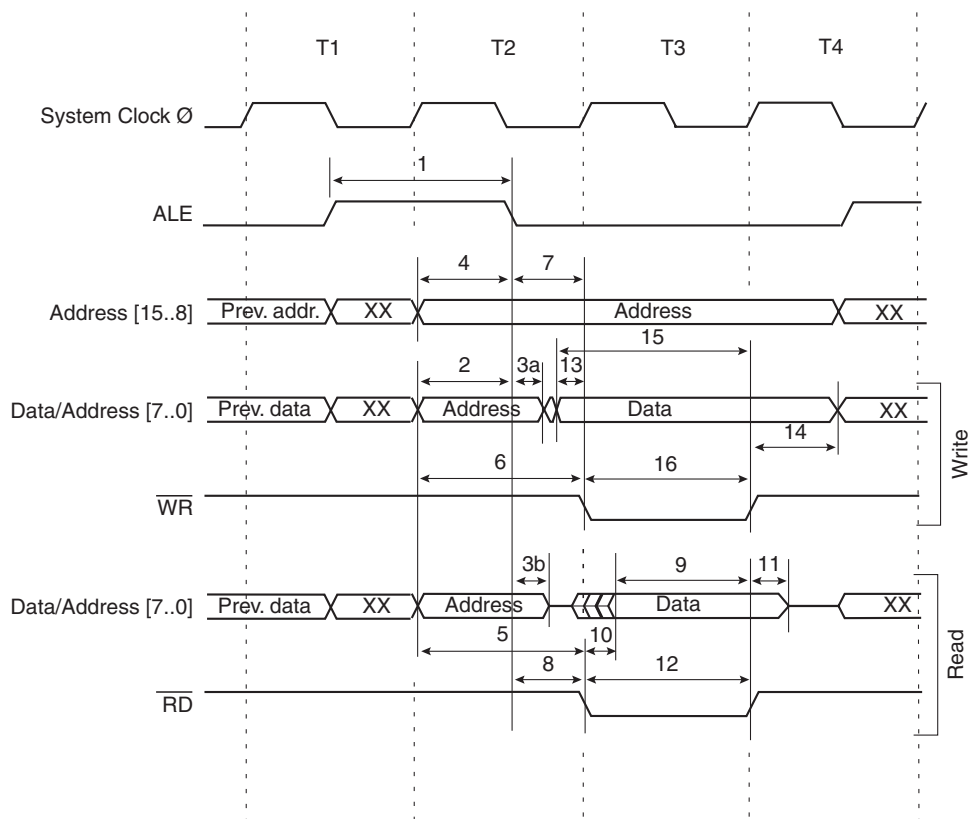 T1 T2 T3 T4
System Clock Ø
1
ALE
4 7
Address [15..8] Prev. addr. XX Address XX
15
2 3a 13
Data/Address [7..0] Prev. data XX Address Data XX
14
6 16
WR
Write
3b 9 11
Data/Address [7..0] Prev. data XX Address Data XX
5 10
8 12
RD
Read